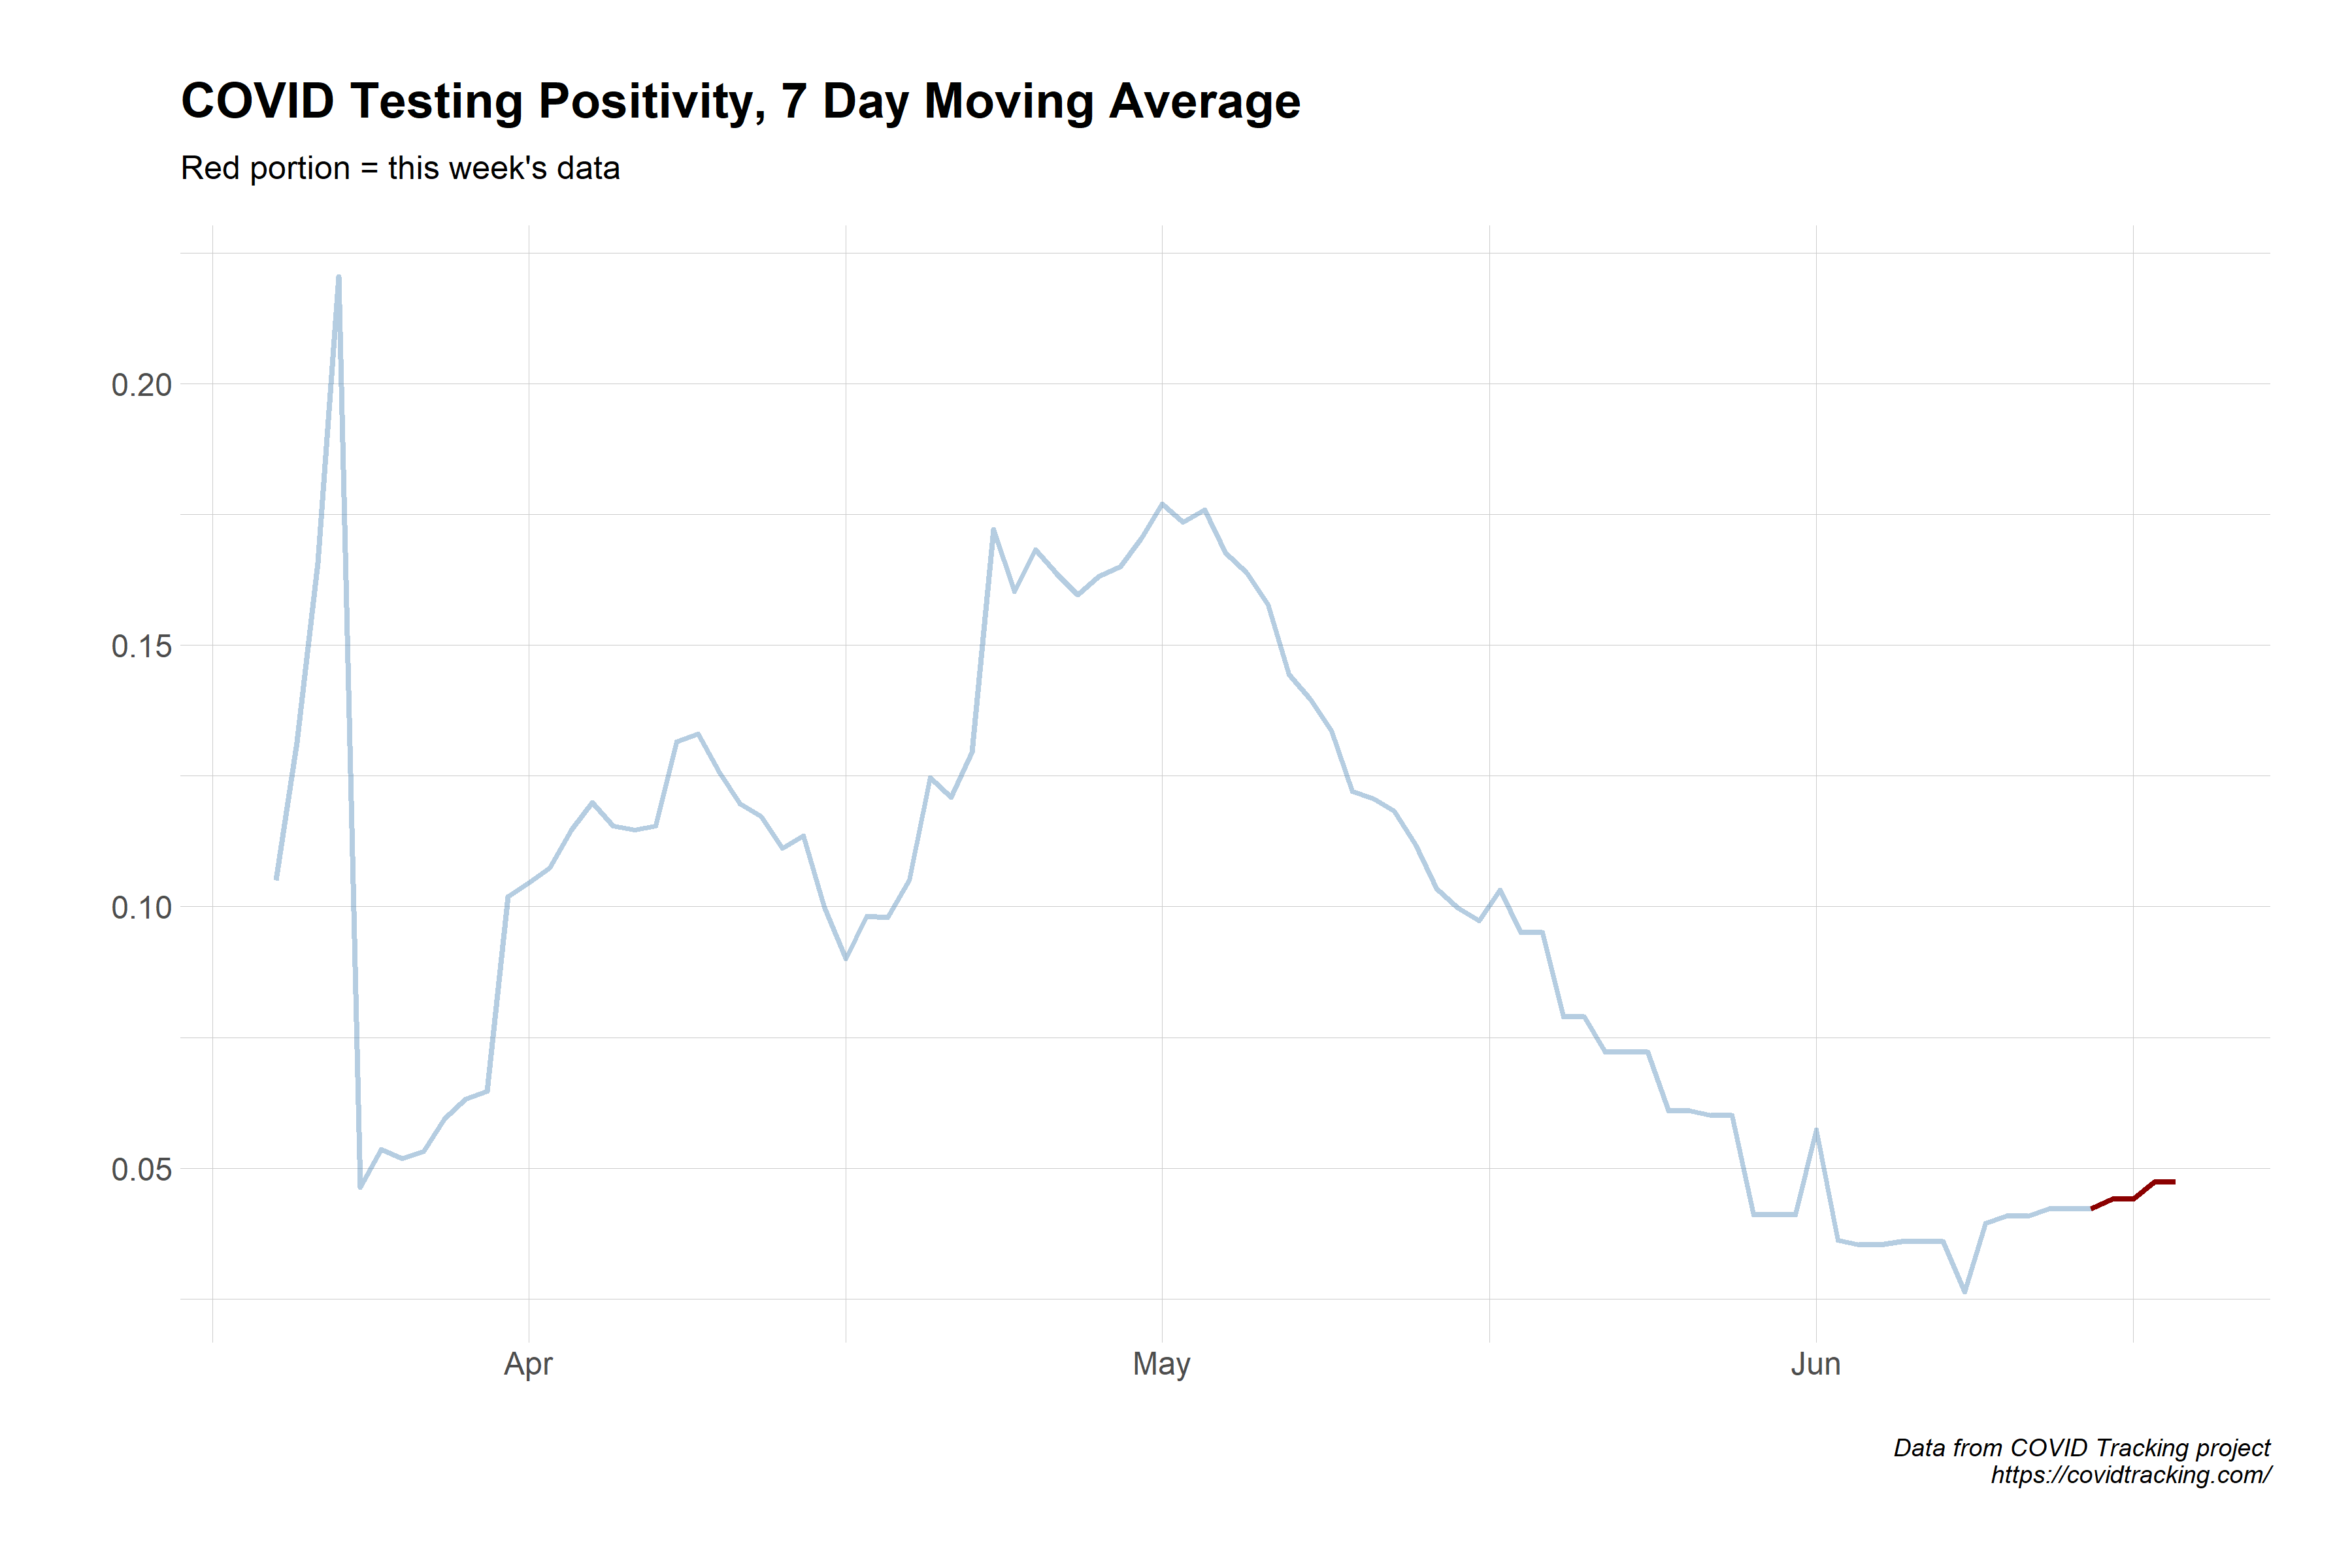 COVID Testing Positivity, 7 Day Moving Average
Red portion = this week's data
0.20
0.15
0.10
0.05
Apr
May
Jun
Data from COVID Tracking project
https://covidtracking.com/